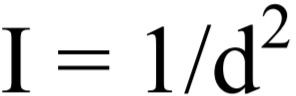 I = 1/d²